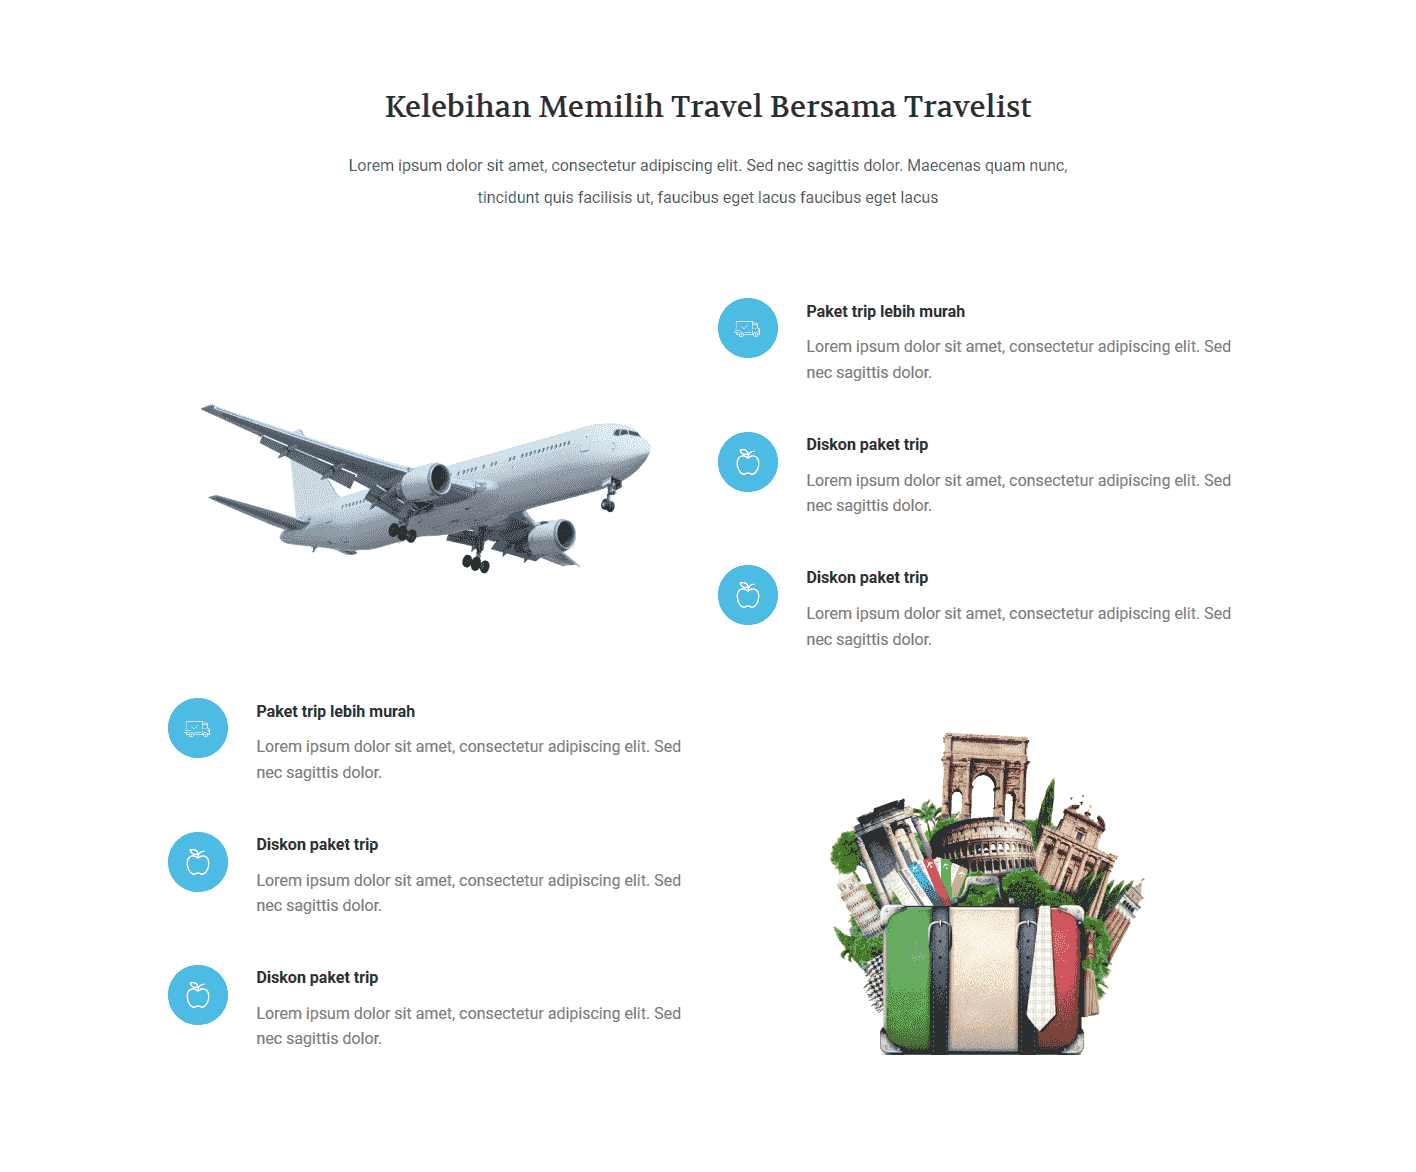 Kelebihan Memilih Travel Bersama Travelist
Lorem ipsum dolor sit amet, consectetur adipiscing elit. Sed nec sagittis dolor. Maecenas quam nunc,
tincidunt quis facilisis ut, faucibus eget lacus faucibus eget lacus
Paket trip lebih murah
Lorem ipsum dolor sit amet, consectetur adipiscing elit. Sed
nec sagittis dolor.
Diskon paket trip
Lorem ipsum dolor sit amet, consectetur adipiscing elit. Sed
nec sagittis dolor.
Diskon paket trip
Lorem ipsum dolor sit amet, consectetur adipiscing elit. Sed
nec sagittis dolor.
Paket trip lebih murah
Lorem ipsum dolor sit amet, consectetur adipiscing elit. Sed
nec sagittis dolor.
Diskon paket trip
Lorem ipsum dolor sit amet, consectetur adipiscing elit. Sed
nec sagittis dolor.
Diskon paket trip
Lorem ipsum dolor sit amet, consectetur adipiscing elit. Sed
nec sagittis dolor.